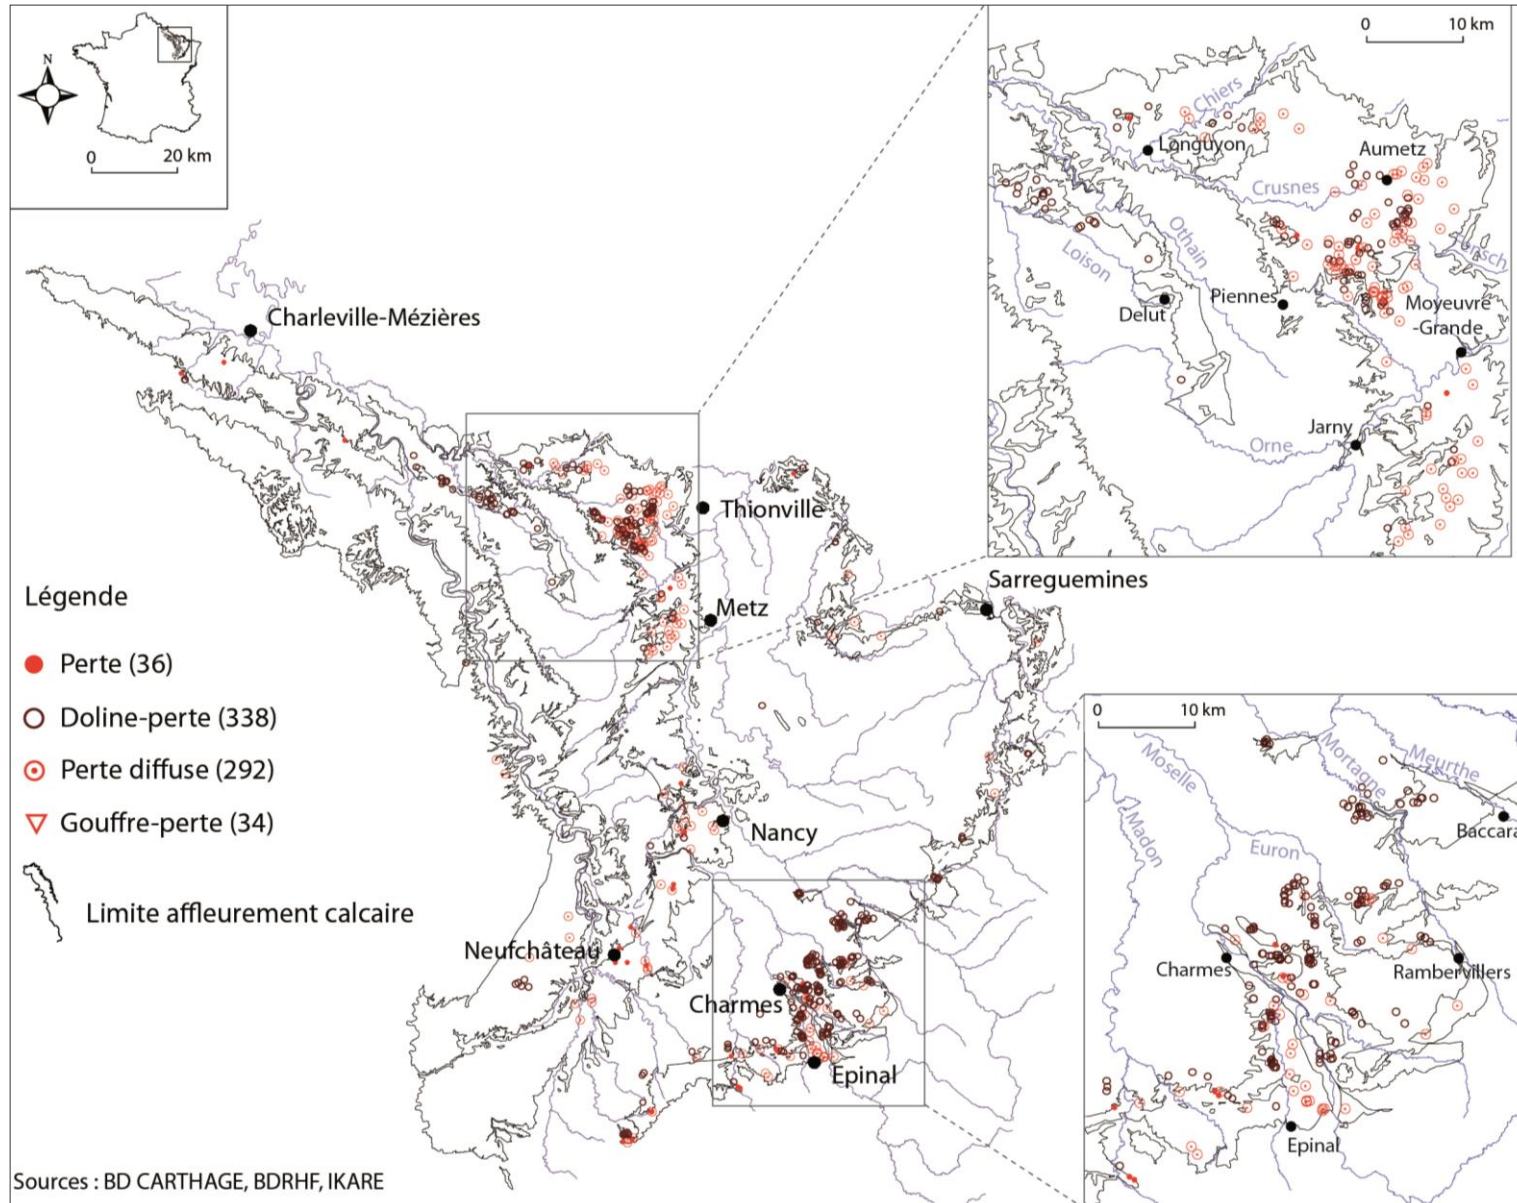 N
0 20 km
Charleville-Mézières
Thionville
Metz
Sarreguemines
Nancy
Neufchâteau
Charmes
Epinal
Légende
Perte (36)
Doline-perte (338)
Perte diffuse (292)
Gouffre-perte (34)
Limite affleurement calcaire
Sources : BD CARTHAGE, BDRHF, IKARE
0 10 km
Chiers
Longuyon
Aumetz
Crusnes
Othain
Loison
Delut
Piennes
Moyeuvre
-Grande
Jarny
Orne
0 10 km
Moselle
Mortagne
Meurthe
Madon
Baccara
Euron
Charmes
Rambervillers
Epinal